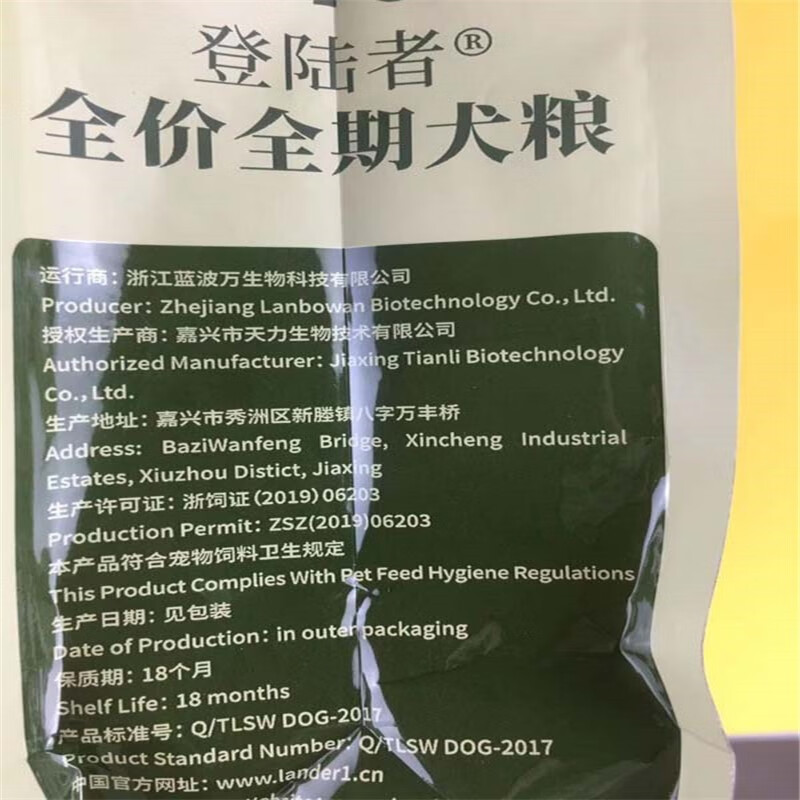 登陆者®
全价全期犬粮
运行商：浙江蓝波万生物科技有限公司
Producer: Zhejiang Lanbowan Biotechnology Co., Ltd.
授权生产商：嘉兴市天力生物技术有限公司
Authorized Manufacturer: Jiaxing Tianli Biotechnology
Co., Ltd.
生产地址：嘉兴市秀洲区新塍镇八字万丰桥
Address: BaziWanfeng Bridge, Xincheng Industrial
Estates, Xiuzhou Distict, Jiaxing
生产许可证：浙饲证(2019)06203
Production Permit: ZSZ(2019)06203
本产品符合宠物饲料卫生规定
This Product Complies With Pet Feed Hygiene Regulations
生产日期：见包装
Date of Production: in outer packaging
保质期：18个月
Shelf Life: 18 months
产品标准号：Q/TLSW DOG-2017
Product Standard Number: Q/TLSW DOG-2017
中国官方网址：www.lander1.cn